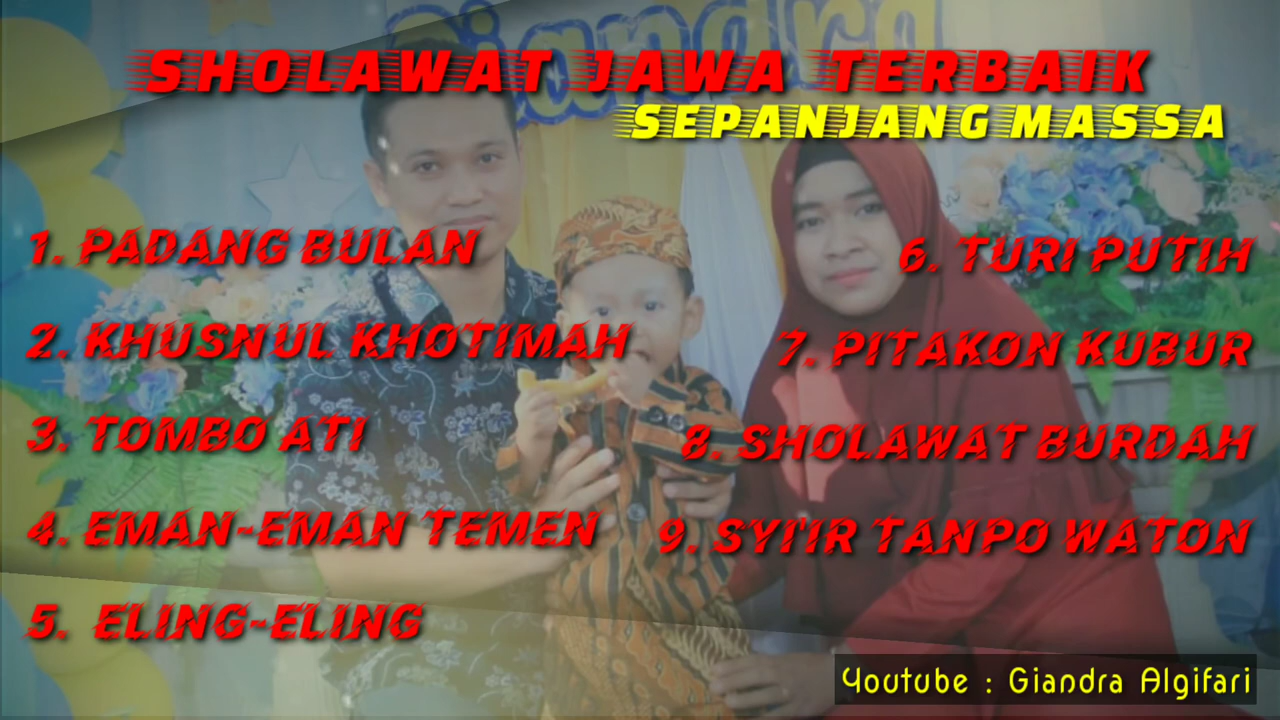 Giandra
SHOLAWAT JAWA TERBAIK
SEPANJANG MASSA
1. PADANG BULAN
2. KHUSNUL KHOTIMAH
3. TOMBO ATI
4. EMAN-EMAN TEMEN
5. ELING-ELING
6. TURI PUTIH
7. PITAKON KUBUR
8. SHOLAWAT BURDAH
9. SYI'IR TANPO WATON
Youtube : Giandra Algifari